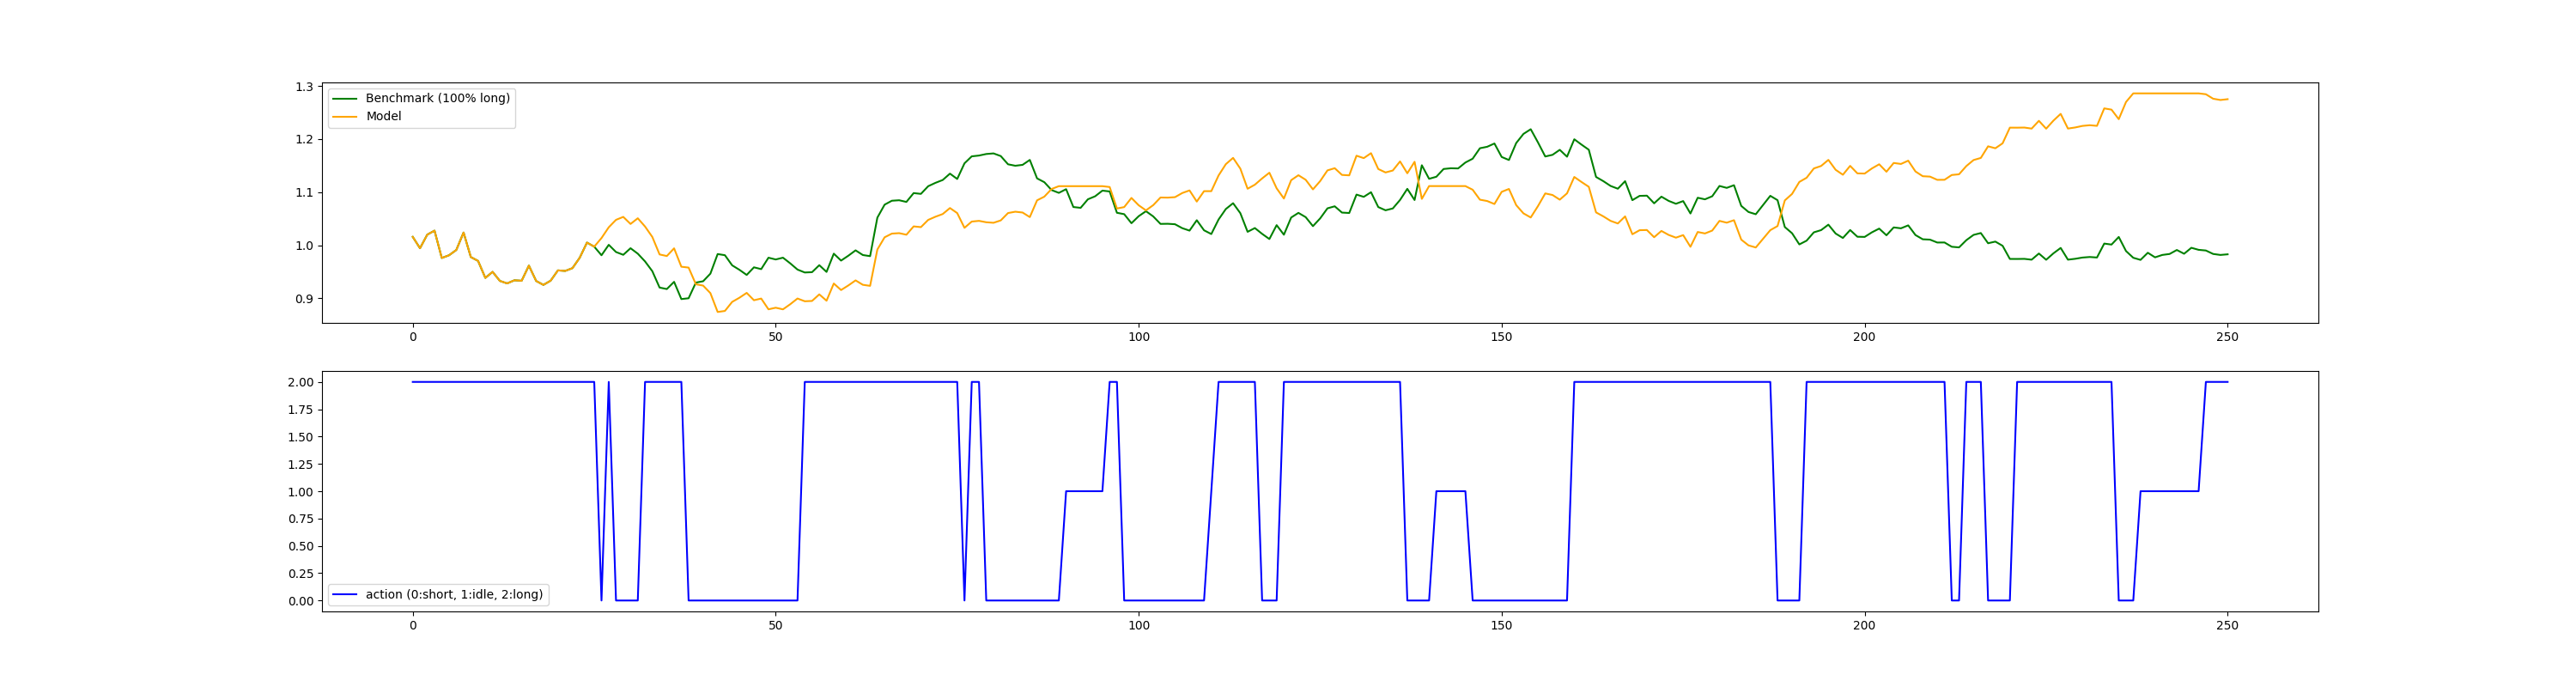 1.3
1.2
1.1
1.0
0.9
Benchmark (100% long)
Model
0 50 100 150 200 250
2.00
1.75
1.50
1.25
1.00
0.75
0.50
0.25
0.00
action (0:short, 1:idle, 2:long)
0 50 100 150 200 250